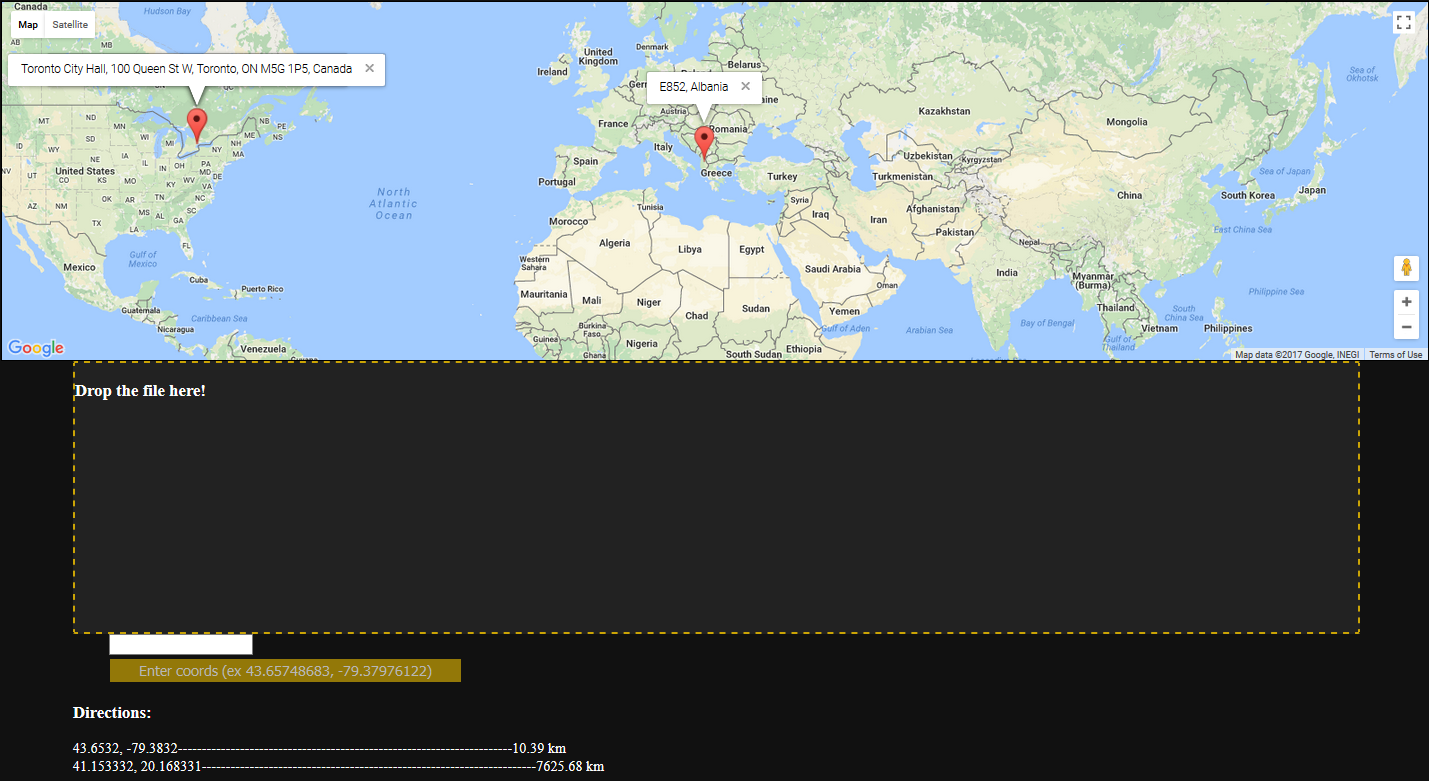 Canada
Hudson Bay
Map Satellite
AB
MB
Toronto City Hall, 100 Queen St W, Toronto, ON M5G 1P5, Canada
ON
QC
NB
PE
NS
MT
ND
MN
WI
MI
NH
ME
ID
SD
WY
NY
MA
NV
UT
United States
NE
IA
IL
IN
OH
PA
MD
DE
CO
KS
MO
KY
WV
VA
AZ
NM
OK
AR
TN
NC
TX
MS
AL
SC
GA
LA
FL
Gulf of
Mexico
Mexico
Cuba
Puerto Rico
Guatemala
Caribbean Sea
Nicaragua
Venezuela
Guyana
North
Atlantic
Ocean
United
Kingdom
Ireland
Denmark
Poland
Belarus
E852, Albania
Ukraine
Austria
France
Romania
Italy
Spain
Portugal
Greece
Turkey
Tunisia
Syria
Morocco
Iraq
Iran
Algeria
Libya
Egypt
Western
Sahara
Saudi Arabia
Oman
Mauritania
Mali
Niger
Chad
Sudan
Yemen
Gulf of Aden
Guinea
Burkina
Faso
Nigeria
Ghana
South Sudan
Ethiopia
Arabian Sea
Kazakhstan
Mongolia
Uzbekistan
Kyrgyzstan
Turkmenistan
Afghanistan
Pakistan
China
Nepal
India
Myanmar
(Burma)
Thailand
Bay of Bengal
Gulf of
Thailand
Vietnam
South
China Sea
Philippines
Philippine Sea
East China Sea
South Korea
Japan
Sea of Japan
Sea of
Okhotsk
Google
Map data ©2017 Google, INEGI Terms of Use
Drop the file here!
Enter coords (ex 43.65748683, -79.37976122)
Directions:
43.6532, -79.3832----------------------------------------------------------------------10.39 km
41.153332, 20.168331----------------------------------------------------------------------7625.68 km